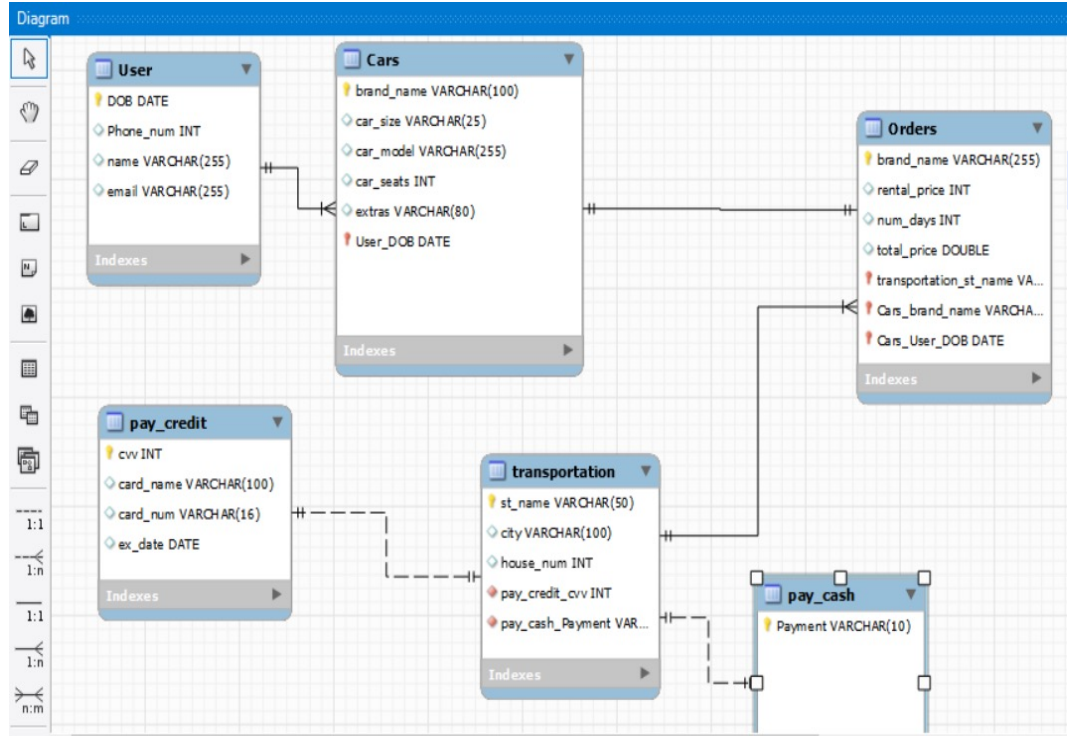 Diagram
User
DOB DATE
Phone_num INT
name VARCHAR(255)
email VARCHAR(255)
Indexes
Cars
brand_name VARCHAR(100)
car_size VARCHAR(25)
car_model VARCHAR(255)
car_seats INT
extras VARCHAR(80)
User_DOB DATE
Indexes
Orders
brand_name VARCHAR(255)
rental_price INT
num_days INT
total_price DOUBLE
transportation_st_name VA...
Cars_brand_name VARCHA...
Cars_User_DOB DATE
Indexes
pay_credit
cvv INT
card_name VARCHAR(100)
card_num VARCHAR(16)
ex_date DATE
Indexes
transportation
st_name VARCHAR(50)
city VARCHAR(100)
house_num INT
pay_credit_cvv INT
pay_cash_Payment VAR...
Indexes
pay_cash
Payment VARCHAR(10)
1:1
1:n
1:1
1:n
n:m